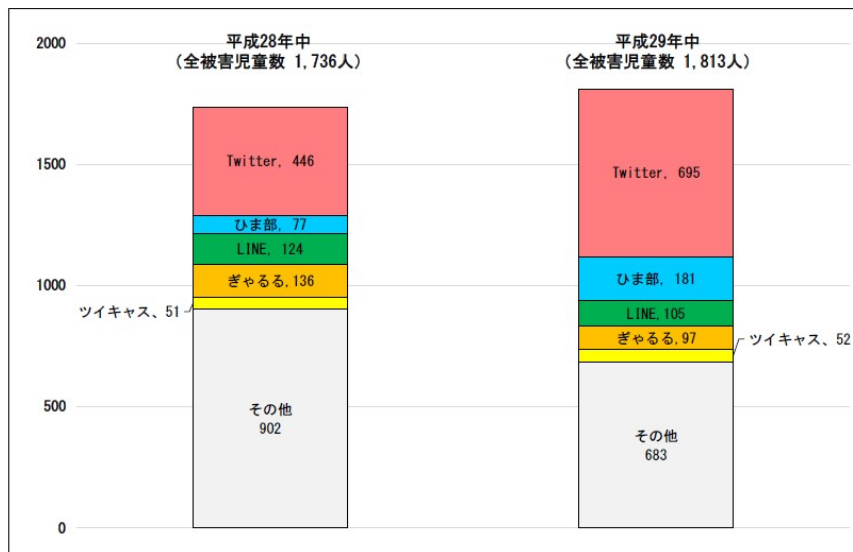 平成28年中
(全被害児童数 1,736人)
平成29年中
(全被害児童数 1,813人)
2000
1500
1000
500
0
Twitter, 446
ひま部, 77
LINE, 124
ぎゃるる,136
ツイキャス、51
その他
902
Twitter, 695
ひま部, 181
LINE,105
ぎゃるる,97
ツイキャス、52
その他
683